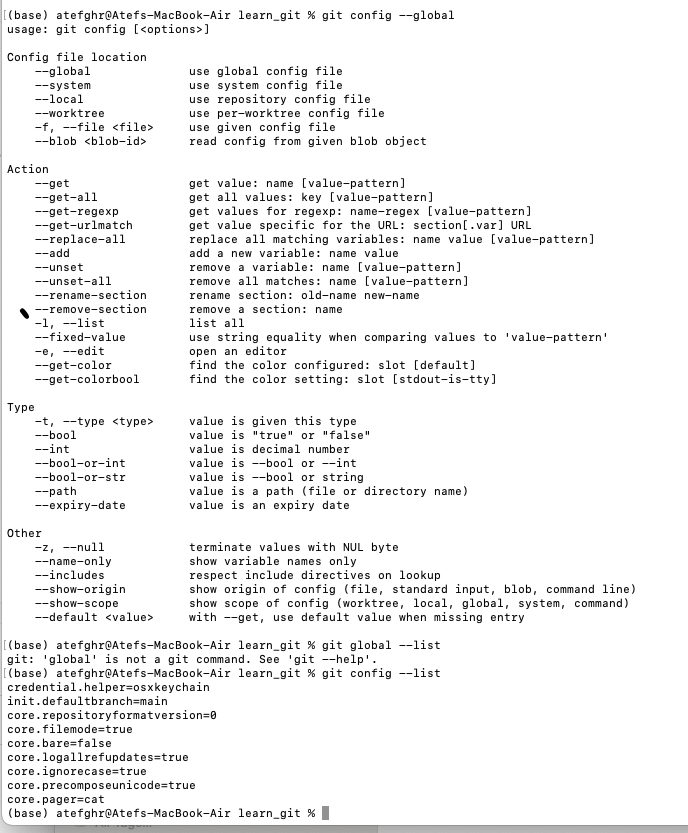 (base) atefghr@Atefs-MacBook-Air learn_git % git config --global
usage: git config [<options>]
Config file location
--global use global config file
--system use system config file
--local use repository config file
--worktree use per-worktree config file
-f, --file <file> use given config file
--blob <blob-id> read config from given blob object
Action
--get get value: name [value-pattern]
--get-all get all values: key [value-pattern]
--get-regexp get values for regexp: name-regex [value-pattern]
--get-urlmatch get value specific for the URL: section[.var] URL
--replace-all replace all matching variables: name value [value-pattern]
--add add a new variable: name value
--unset remove a variable: name [value-pattern]
--unset-all remove all matches: name [value-pattern]
--rename-section rename section: old-name new-name
--remove-section remove a section: name
-l, --list list all
--fixed-value use string equality when comparing values to 'value-pattern'
-e, --edit open an editor
--get-color find the color configured: slot [default]
--get-colorbool find the color setting: slot [stdout-is-tty]
Type
-t, --type <type> value is given this type
--bool value is "true" or "false"
--int value is decimal number
--bool-or-int value is --bool or --int
--bool-or-str value is --bool or string
--path value is a path (file or directory name)
--expiry-date value is an expiry date
Other
-z, --null terminate values with NUL byte
--name-only show variable names only
--includes respect include directives on lookup
--show-origin show origin of config (file, standard input, blob, command line)
--show-scope show scope of config (worktree, local, global, system, command)
--default <value> with --get, use default value when missing entry
(base) atefghr@Atefs-MacBook-Air learn_git % git global --list
git: 'global' is not a git command. See 'git --help'.
(base) atefghr@Atefs-MacBook-Air learn_git % git config --list
credential.helper=osxkeychain
init.defaultbranch=main
core.repositoryformatversion=0
core.filemode=true
core.bare=false
core.logallrefupdates=true
core.ignorecase=true
core.precomposeunicode=true
core.pager=cat
(base) atefghr@Atefs-MacBook-Air learn_git %